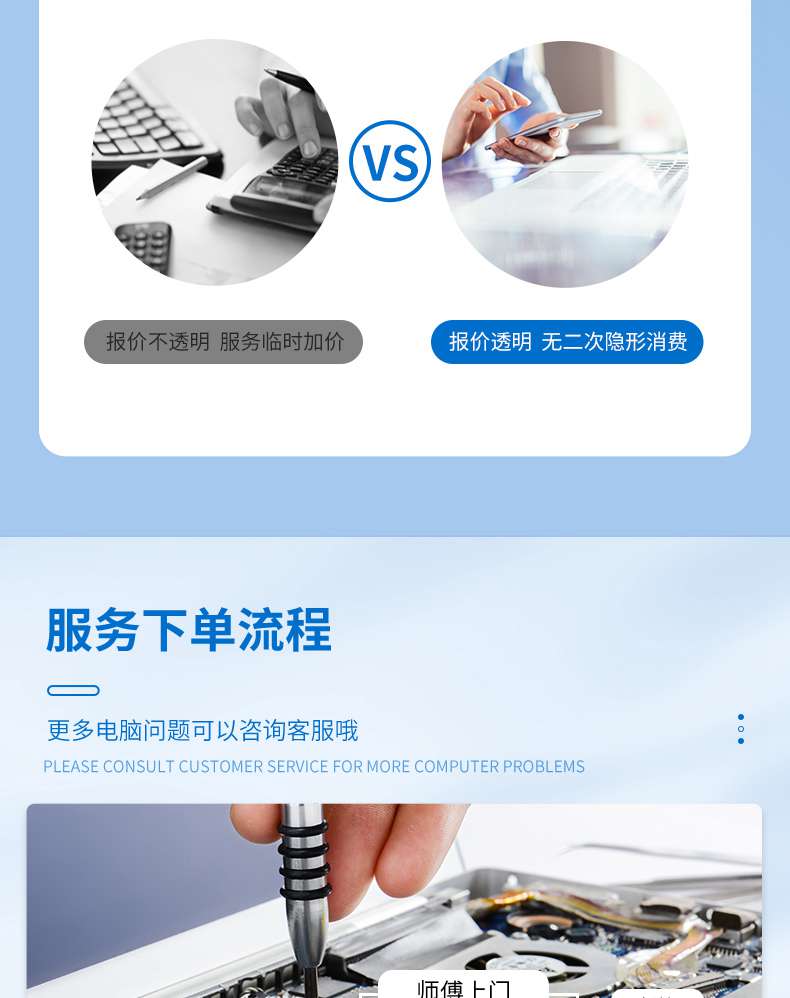 VS
报价不透明 服务临时加价
报价透明 无二次隐形消费
服务下单流程
更多电脑问题可以咨询客服哦
PLEASE CONSULT CUSTOMER SERVICE FOR MORE COMPUTER PROBLEMS
师傅上门